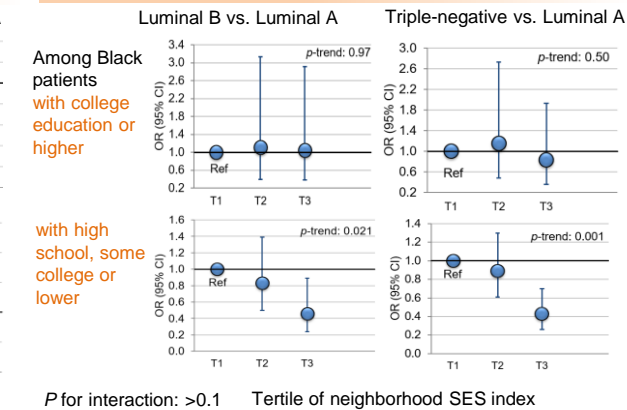 Luminal B vs. Luminal A
Triple-negative vs. Luminal A
Among Black
patients
with college
education or
higher
OR (95% CI)
3.4
3.0
2.6
2.2
1.8
1.4
1.0
0.6
0.2
p-trend: 0.97
Ref
T1 T2 T3
OR (95% CI)
3.0
2.6
2.2
1.8
1.4
1.0
0.6
0.2
p-trend: 0.50
Ref
T1 T2 T3
with high
school, some
college or
lower
OR (95% CI)
1.6
1.4
1.2
1.0
0.8
0.6
0.4
0.2
0.0
p-trend: 0.021
Ref
T1 T2 T3
OR (95% CI)
1.4
1.2
1.0
0.8
0.6
0.4
0.2
0.0
p-trend: 0.001
Ref
T1 T2 T3
P for interaction: >0.1 Tertile of neighborhood SES index